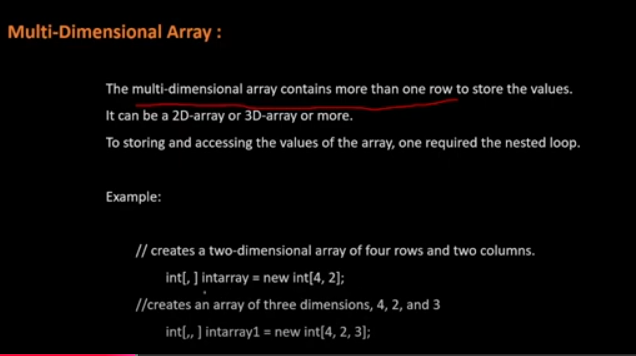 Multi-Dimensional Array :
The multi-dimensional array contains more than one row to store the values.
It can be a 2D-array or 3D-array or more.
To storing and accessing the values of the array, one required the nested loop.
Example:
// creates a two-dimensional array of four rows and two columns.
int[, ] intarray = new int[4, 2];
//creates an array of three dimensions, 4, 2, and 3
int[,, ] intarray1 = new int[4, 2, 3];